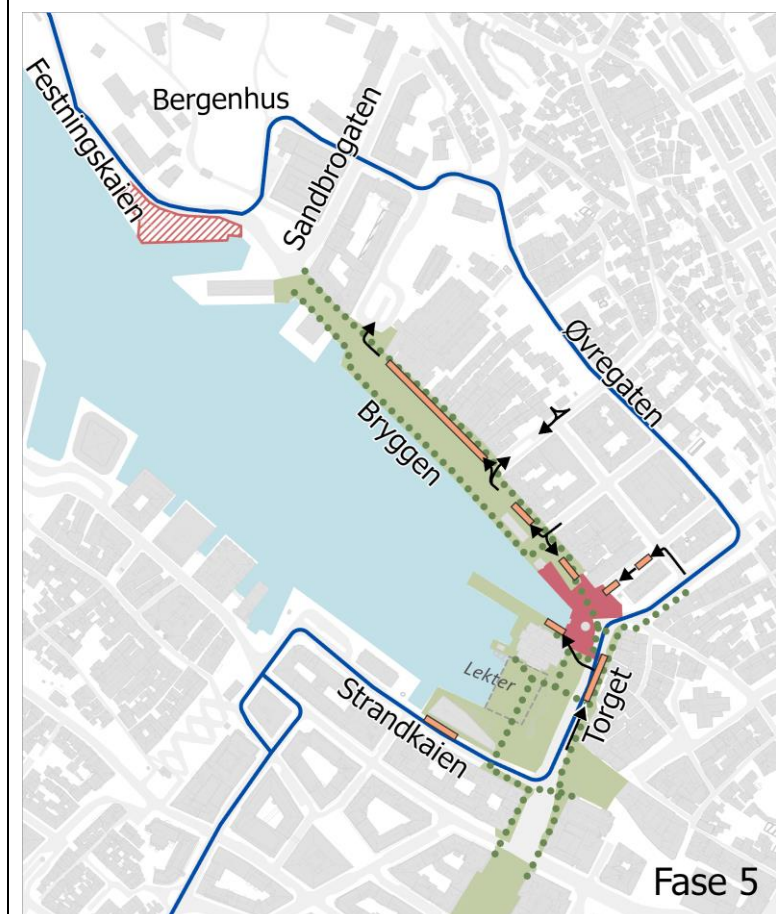 Festningskaien
Bergenhus
Sandbrogaten
Øvregaten
Bryggen
Lekter
Strandkaien
Torget
Fase 5